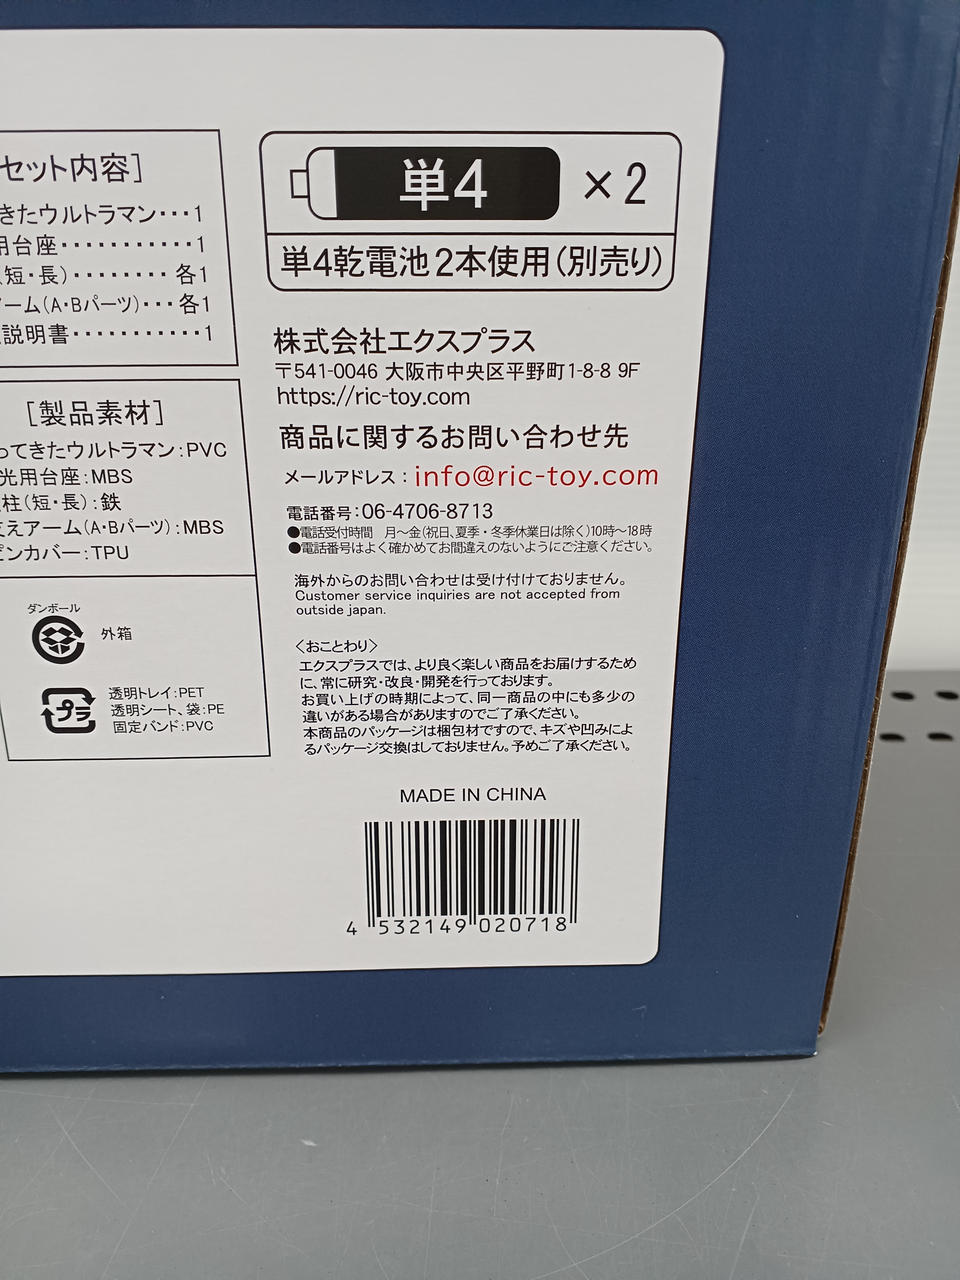 セット内容］
きたウルトラマン･･･1
用台座･･･････････1
（短・長）････････各1
アーム（A・Bパーツ）･･･各1
説明書･･･････････1
［製品素材］
ってきたウルトラマン：PVC
光用台座：MBS
柱（短・長）：鉄
支えアーム（A・Bパーツ）：MBS
ピンカバー：TPU
ダンボール
外箱
プラ
透明トレイ：PET
透明シート、袋：PE
固定バンド：PVC
単4 ×2
単4乾電池2本使用（別売り）
株式会社エクスプラス
〒541-0046 大阪市中央区平野町1-8-8 9F
https://ric-toy.com
商品に関するお問い合わせ先
メールアドレス：info@ric-toy.com
電話番号：06-4706-8713
●電話受付時間　月〜金（祝日、夏季・冬季休業日は除く）10時〜18時
●電話番号はよく確かめてお間違えのないようにご注意ください。
海外からのお問い合わせは受け付けておりません。
Customer service inquiries are not accepted from
outside japan.
〈おことわり〉
エクスプラスでは、より良く楽しい商品をお届けするため
に、常に研究・改良・開発を行っております。
お買い上げの時期によって、同一商品の中にも多少の
違いがある場合がありますのでご了承ください。
本商品のパッケージは梱包材ですので、キズや凹みによ
るパッケージ交換はしておりません。予めご了承ください。
MADE IN CHINA
4 532149 020718